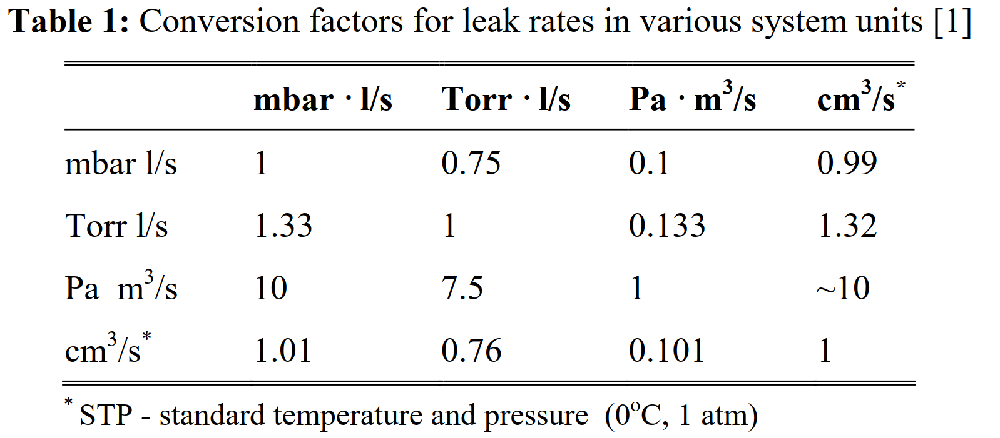 Table 1: Conversion factors for leak rates in various system units [1]
mbar · l/s Torr · l/s Pa · m³/s cm³/s*
mbar l/s 1 0.75 0.1 0.99
Torr l/s 1.33 1 0.133 1.32
Pa m³/s 10 7.5 1 ~10
cm³/s* 1.01 0.76 0.101 1
* STP - standard temperature and pressure (0°C, 1 atm)